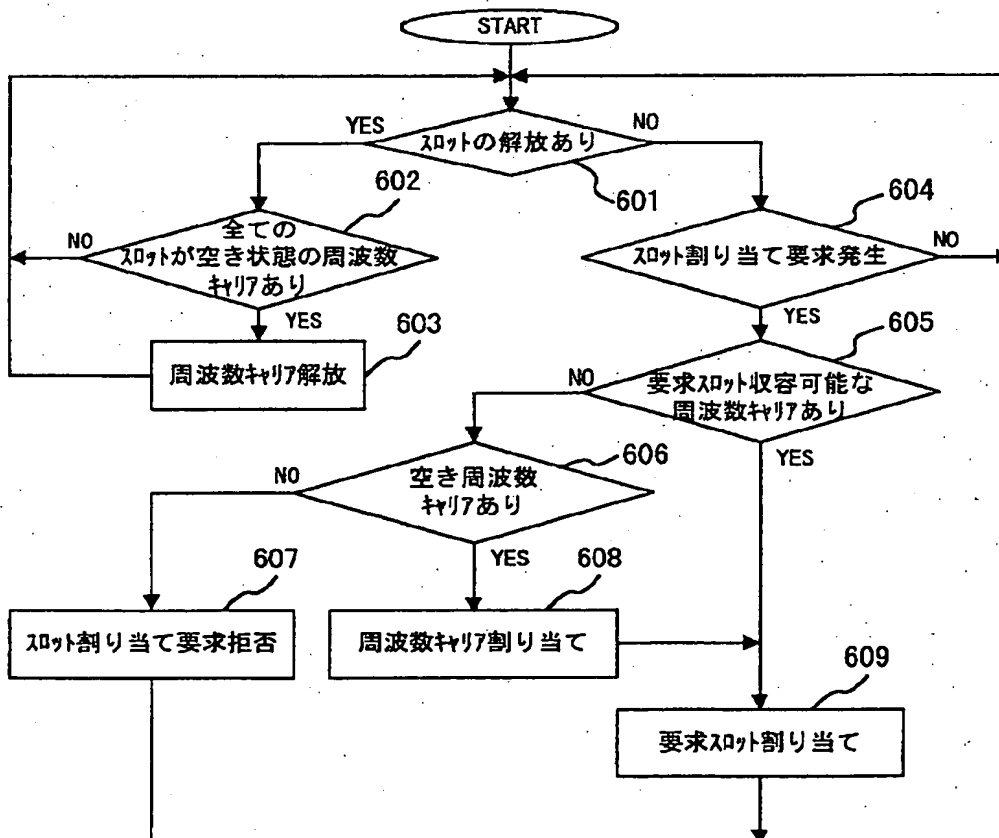 START
YES
スロットの解放あり
NO
601
602
全ての
スロットが空き状態の周波数
キャリアあり
NO
YES
603
周波数キャリア解放
604
スロット割り当て要求発生
NO
YES
605
要求スロット収容可能な
周波数キャリアあり
NO
YES
606
空き周波数
キャリアあり
NO
YES
607
スロット割り当て要求拒否
608
周波数キャリア割り当て
609
要求スロット割り当て